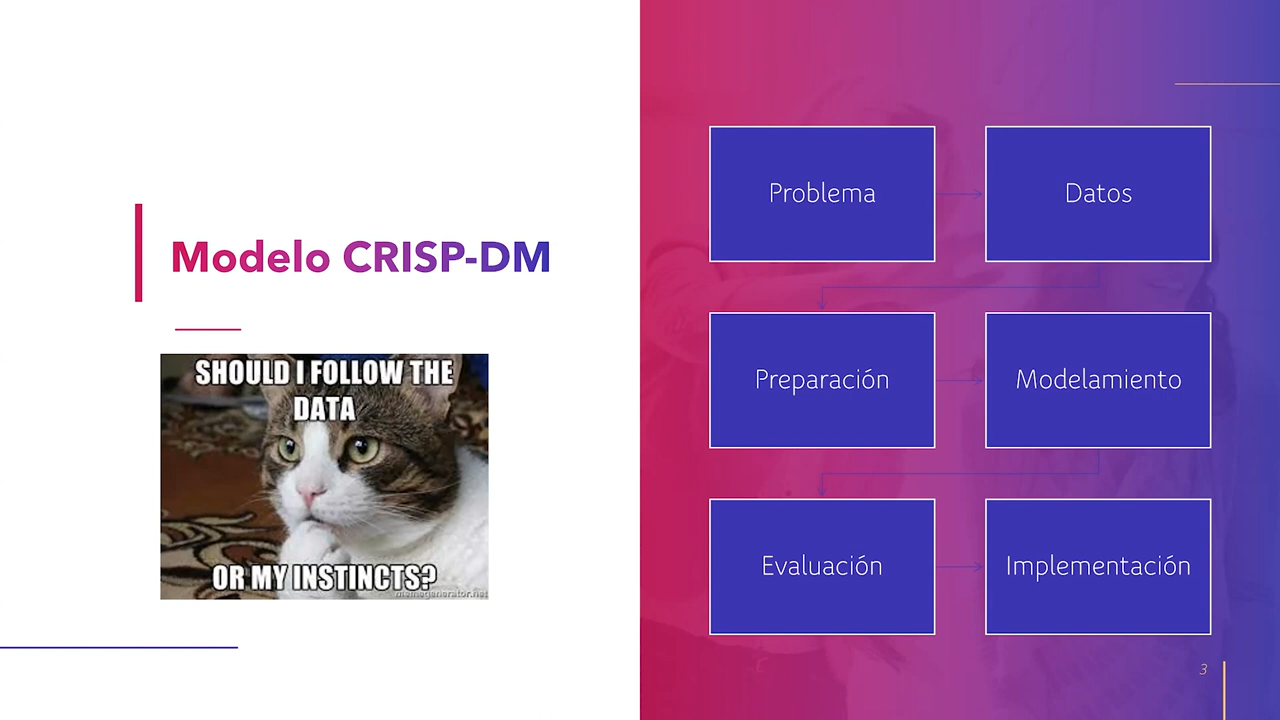 Modelo CRISP-DM
SHOULD I FOLLOW THE
DATA
OR MY INSTINCTS?
memegenerator.net
Problema
Datos
Preparación
Modelamiento
Evaluación
Implementación
3